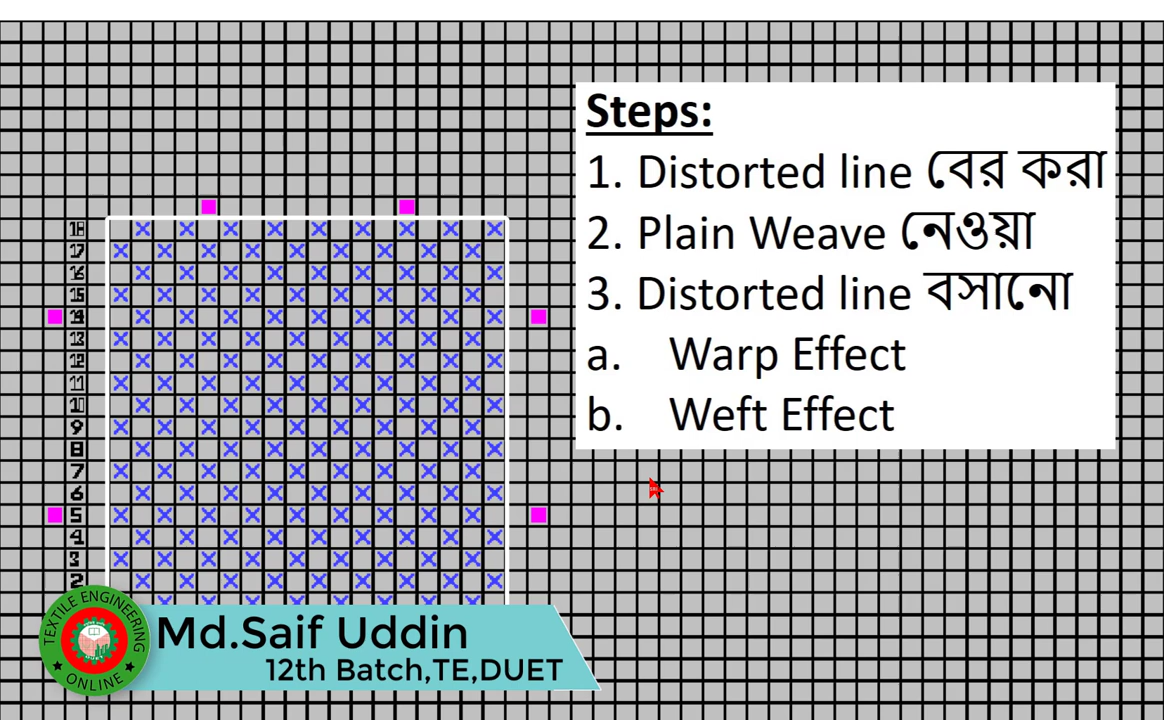 Steps:
1. Distorted line বের করা
2. Plain Weave নেওয়া
3. Distorted line বসানো
a. Warp Effect
b. Weft Effect
18
17
16
15
14
13
12
11
10
9
8
7
6
5
4
3
2
TEXTILE ENGINEERING
ONLINE
Md.Saif Uddin
12th Batch,TE,DUET